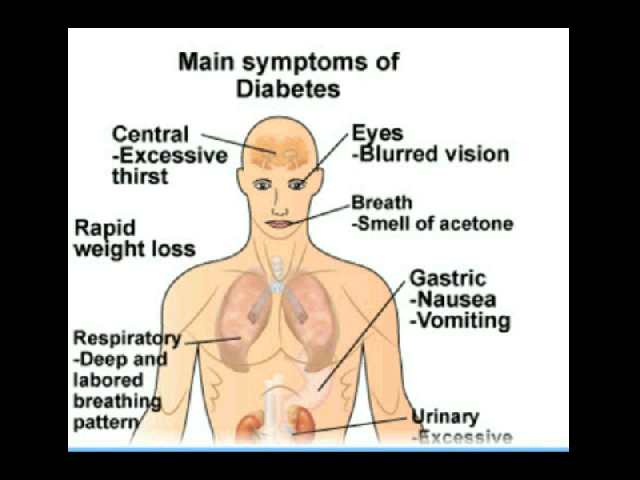 Main symptoms of
Diabetes
Central
-Excessive
thirst
Eyes
-Blurred vision
Breath
-Smell of acetone
Rapid
weight loss
Gastric
-Nausea
-Vomiting
Respiratory
-Deep and
labored
breathing
pattern
Urinary
-Excessive